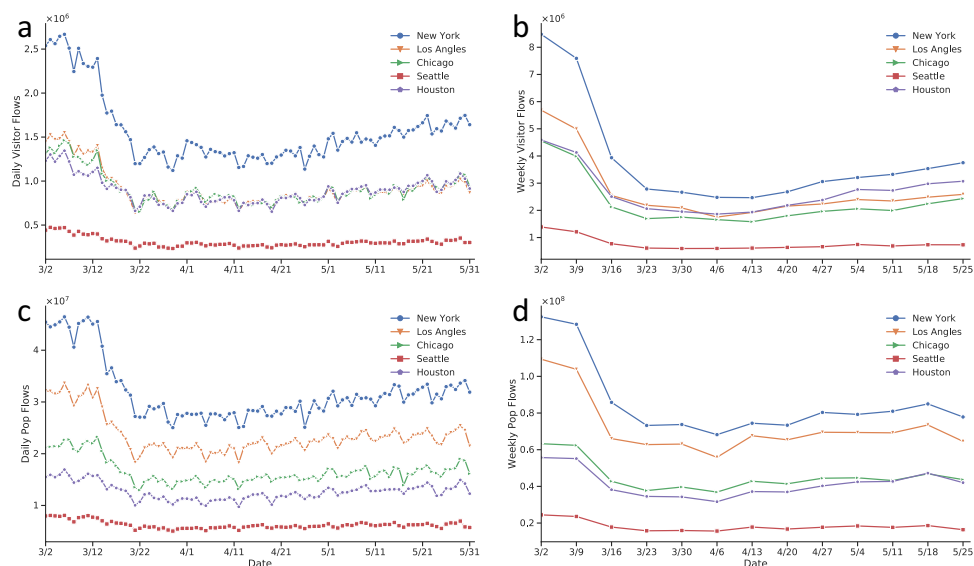 a
×10⁶
New York
Los Angles
Chicago
Seattle
Houston
2,5
2,0
1,5
1,0
0,5
Daily Visitor Flows
3/2 3/12 3/22 4/1 4/11 4/21 5/1 5/11 5/21 5/31
b
×10⁶
New York
Los Angles
Chicago
Seattle
Houston
8
7
6
5
4
3
2
1
Weekly Visitor Flows
3/2 3/9 3/16 3/23 3/30 4/6 4/13 4/20 4/27 5/4 5/11 5/18 5/25
c
×10⁷
New York
Los Angles
Chicago
Seattle
Houston
4
3
2
1
Daily Pop Flows
3/2 3/12 3/22 4/1 4/11 4/21 5/1 5/11 5/21 5/31
Date
d
×10⁸
New York
Los Angles
Chicago
Seattle
Houston
1,2
1,0
0,8
0,6
0,4
0,2
Weekly Pop Flows
3/2 3/9 3/16 3/23 3/30 4/6 4/13 4/20 4/27 5/4 5/11 5/18 5/25
Date